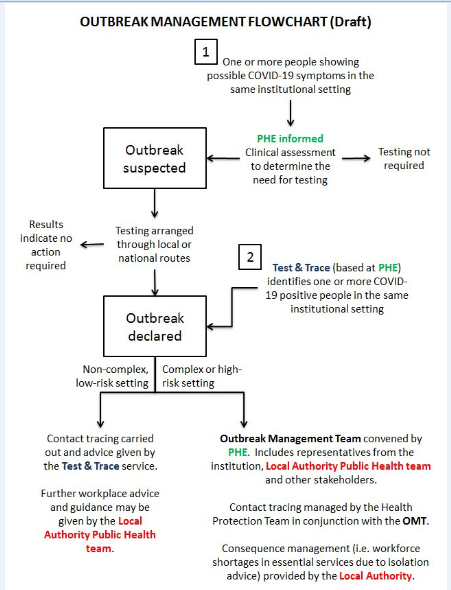 OUTBREAK MANAGEMENT FLOWCHART (Draft)
1
One or more people showing
possible COVID-19 symptoms in the
same institutional setting
PHE informed
Clinical assessment
to determine the
need for testing
Testing not
required
Outbreak
suspected
Results
indicate no
action
required
Testing arranged
through local or
national routes
2
Test & Trace (based at PHE)
identifies one or more COVID-
19 positive people in the same
institutional setting
Outbreak
declared
Non-complex,
low-risk setting
Complex or high-
risk setting
Contact tracing carried
out and advice given by
the Test & Trace service.
Further workplace advice
and guidance may be
given by the Local
Authority Public Health
team.
Outbreak Management Team convened by
PHE. Includes representatives from the
institution, Local Authority Public Health team
and other stakeholders.
Contact tracing managed by the Health
Protection Team in conjunction with the OMT.
Consequence management (i.e. workforce
shortages in essential services due to isolation
advice) provided by the Local Authority.